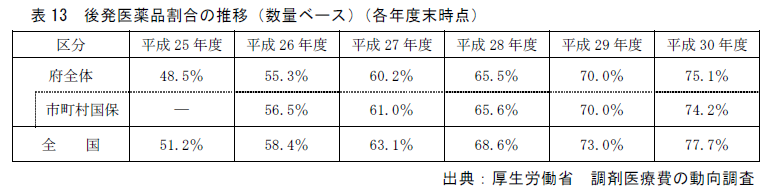 表 13　後発医薬品割合の推移（数量ベース）（各年度末時点）
区分　平成 25 年度　平成 26 年度　平成 27 年度　平成 28 年度　平成 29 年度　平成 30 年度
府全体　48.5%　55.3%　60.2%　65.5%　70.0%　75.1%
市町村国保　―　56.5%　61.0%　65.6%　70.0%　74.2%
全　国　51.2%　58.4%　63.1%　68.6%　73.0%　77.7%
出典：厚生労働省　調剤医療費の動向調査